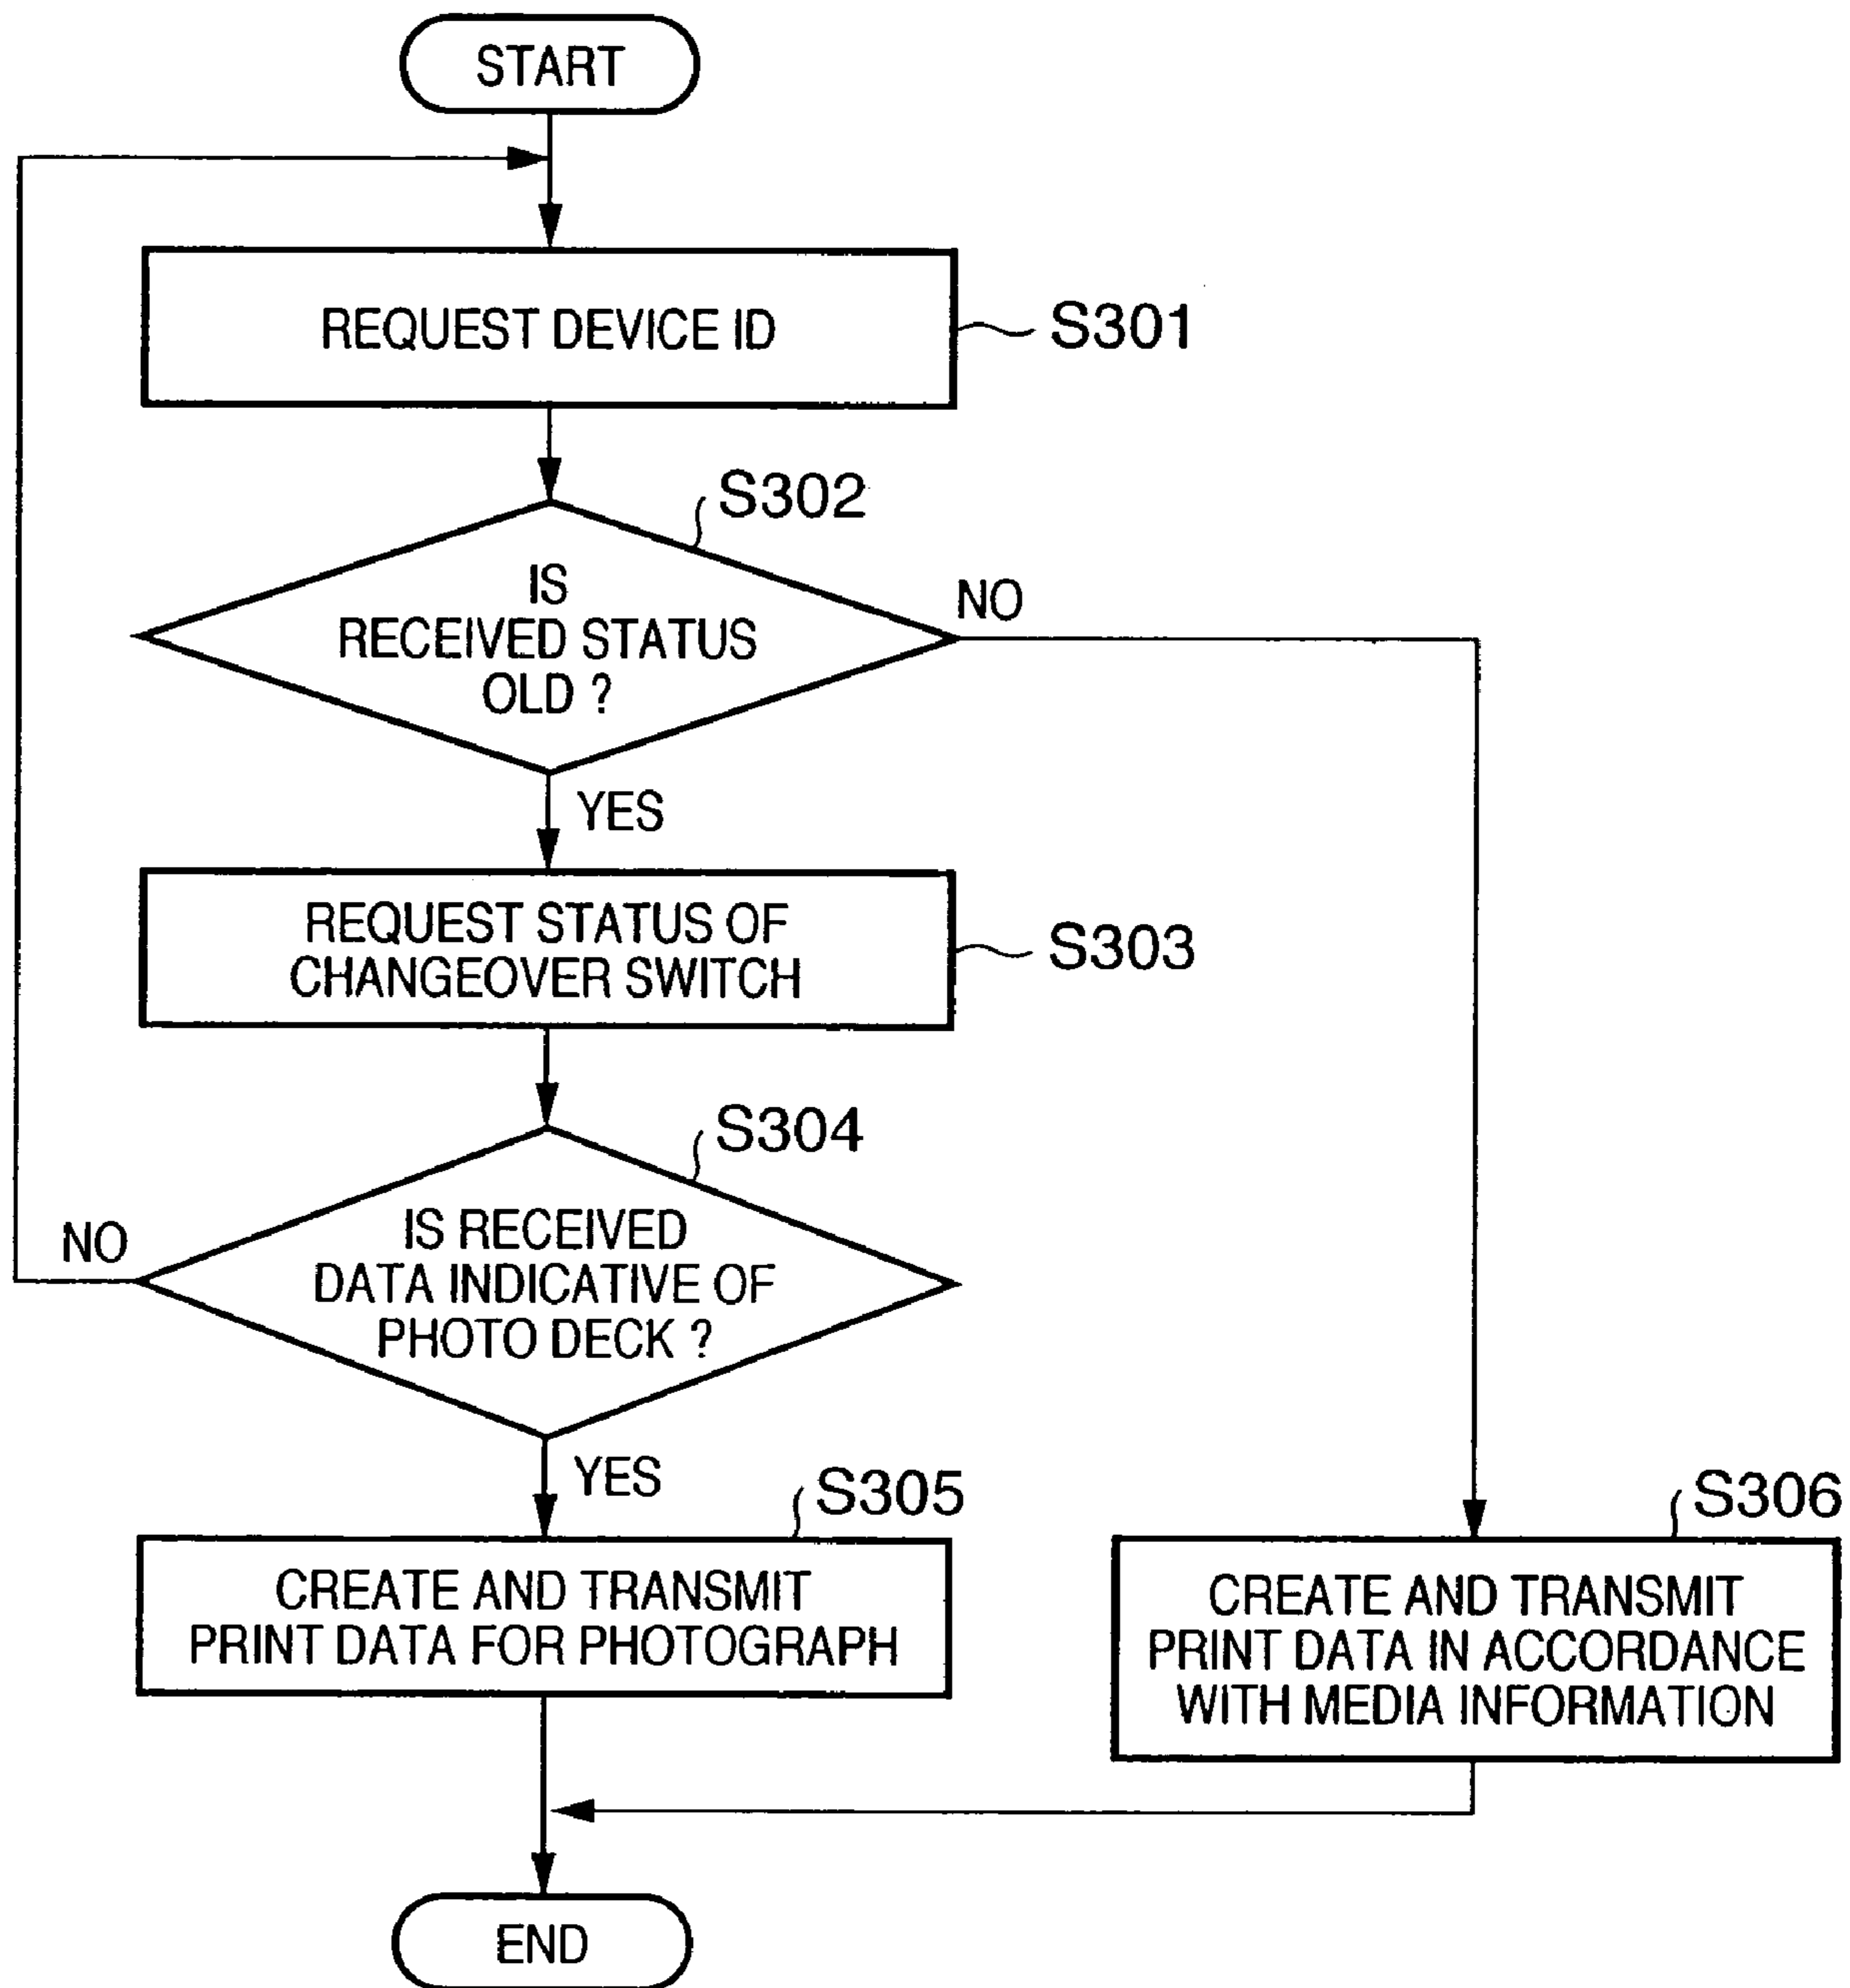 START
REQUEST DEVICE ID
S301
S302
IS
RECEIVED STATUS
OLD ?
NO
YES
REQUEST STATUS OF
CHANGEOVER SWITCH
S303
S304
IS RECEIVED
DATA INDICATIVE OF
PHOTO DECK ?
NO
YES
S305
CREATE AND TRANSMIT
PRINT DATA FOR PHOTOGRAPH
S306
CREATE AND TRANSMIT
PRINT DATA IN ACCORDANCE
WITH MEDIA INFORMATION
END